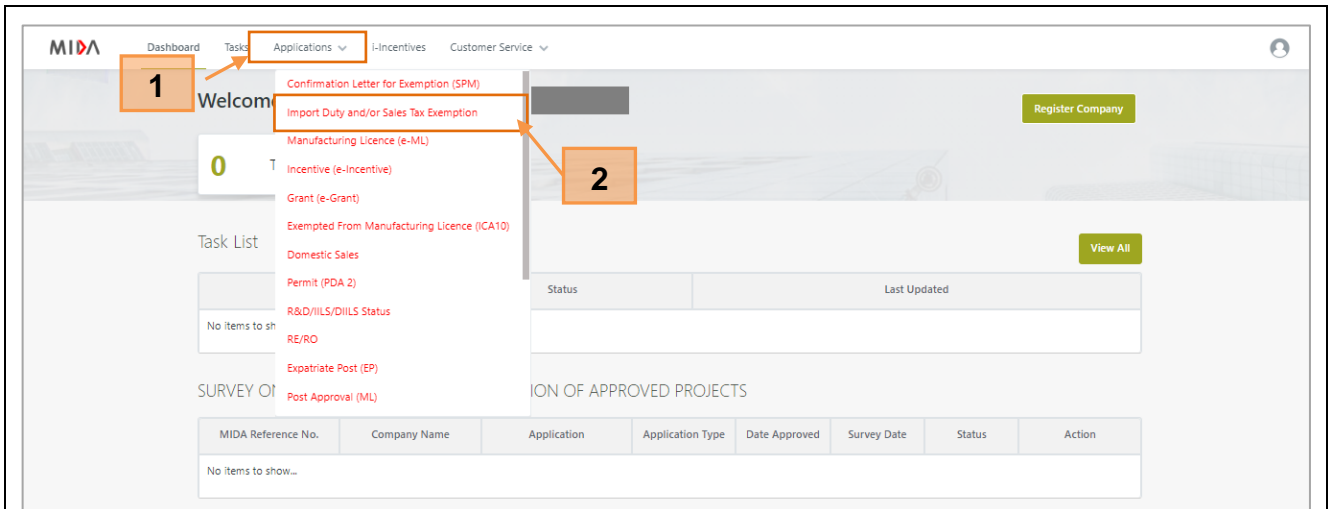 MIDA Dashboard Tasks Applications i-Incentives Customer Service
1
Welcom
Register Company
0 T
Confirmation Letter for Exemption (SPM)
Import Duty and/or Sales Tax Exemption
Manufacturing Licence (e-ML)
Incentive (e-Incentive)
Grant (e-Grant)
Exempted From Manufacturing Licence (ICA10)
Domestic Sales
Permit (PDA 2)
R&D/IILS/DIILS Status
RE/RO
Expatriate Post (EP)
Post Approval (ML)
2
Task List
View All
Status Last Updated
No items to sh
SURVEY ON ION OF APPROVED PROJECTS
MIDA Reference No. Company Name Application Application Type Date Approved Survey Date Status Action
No items to show...